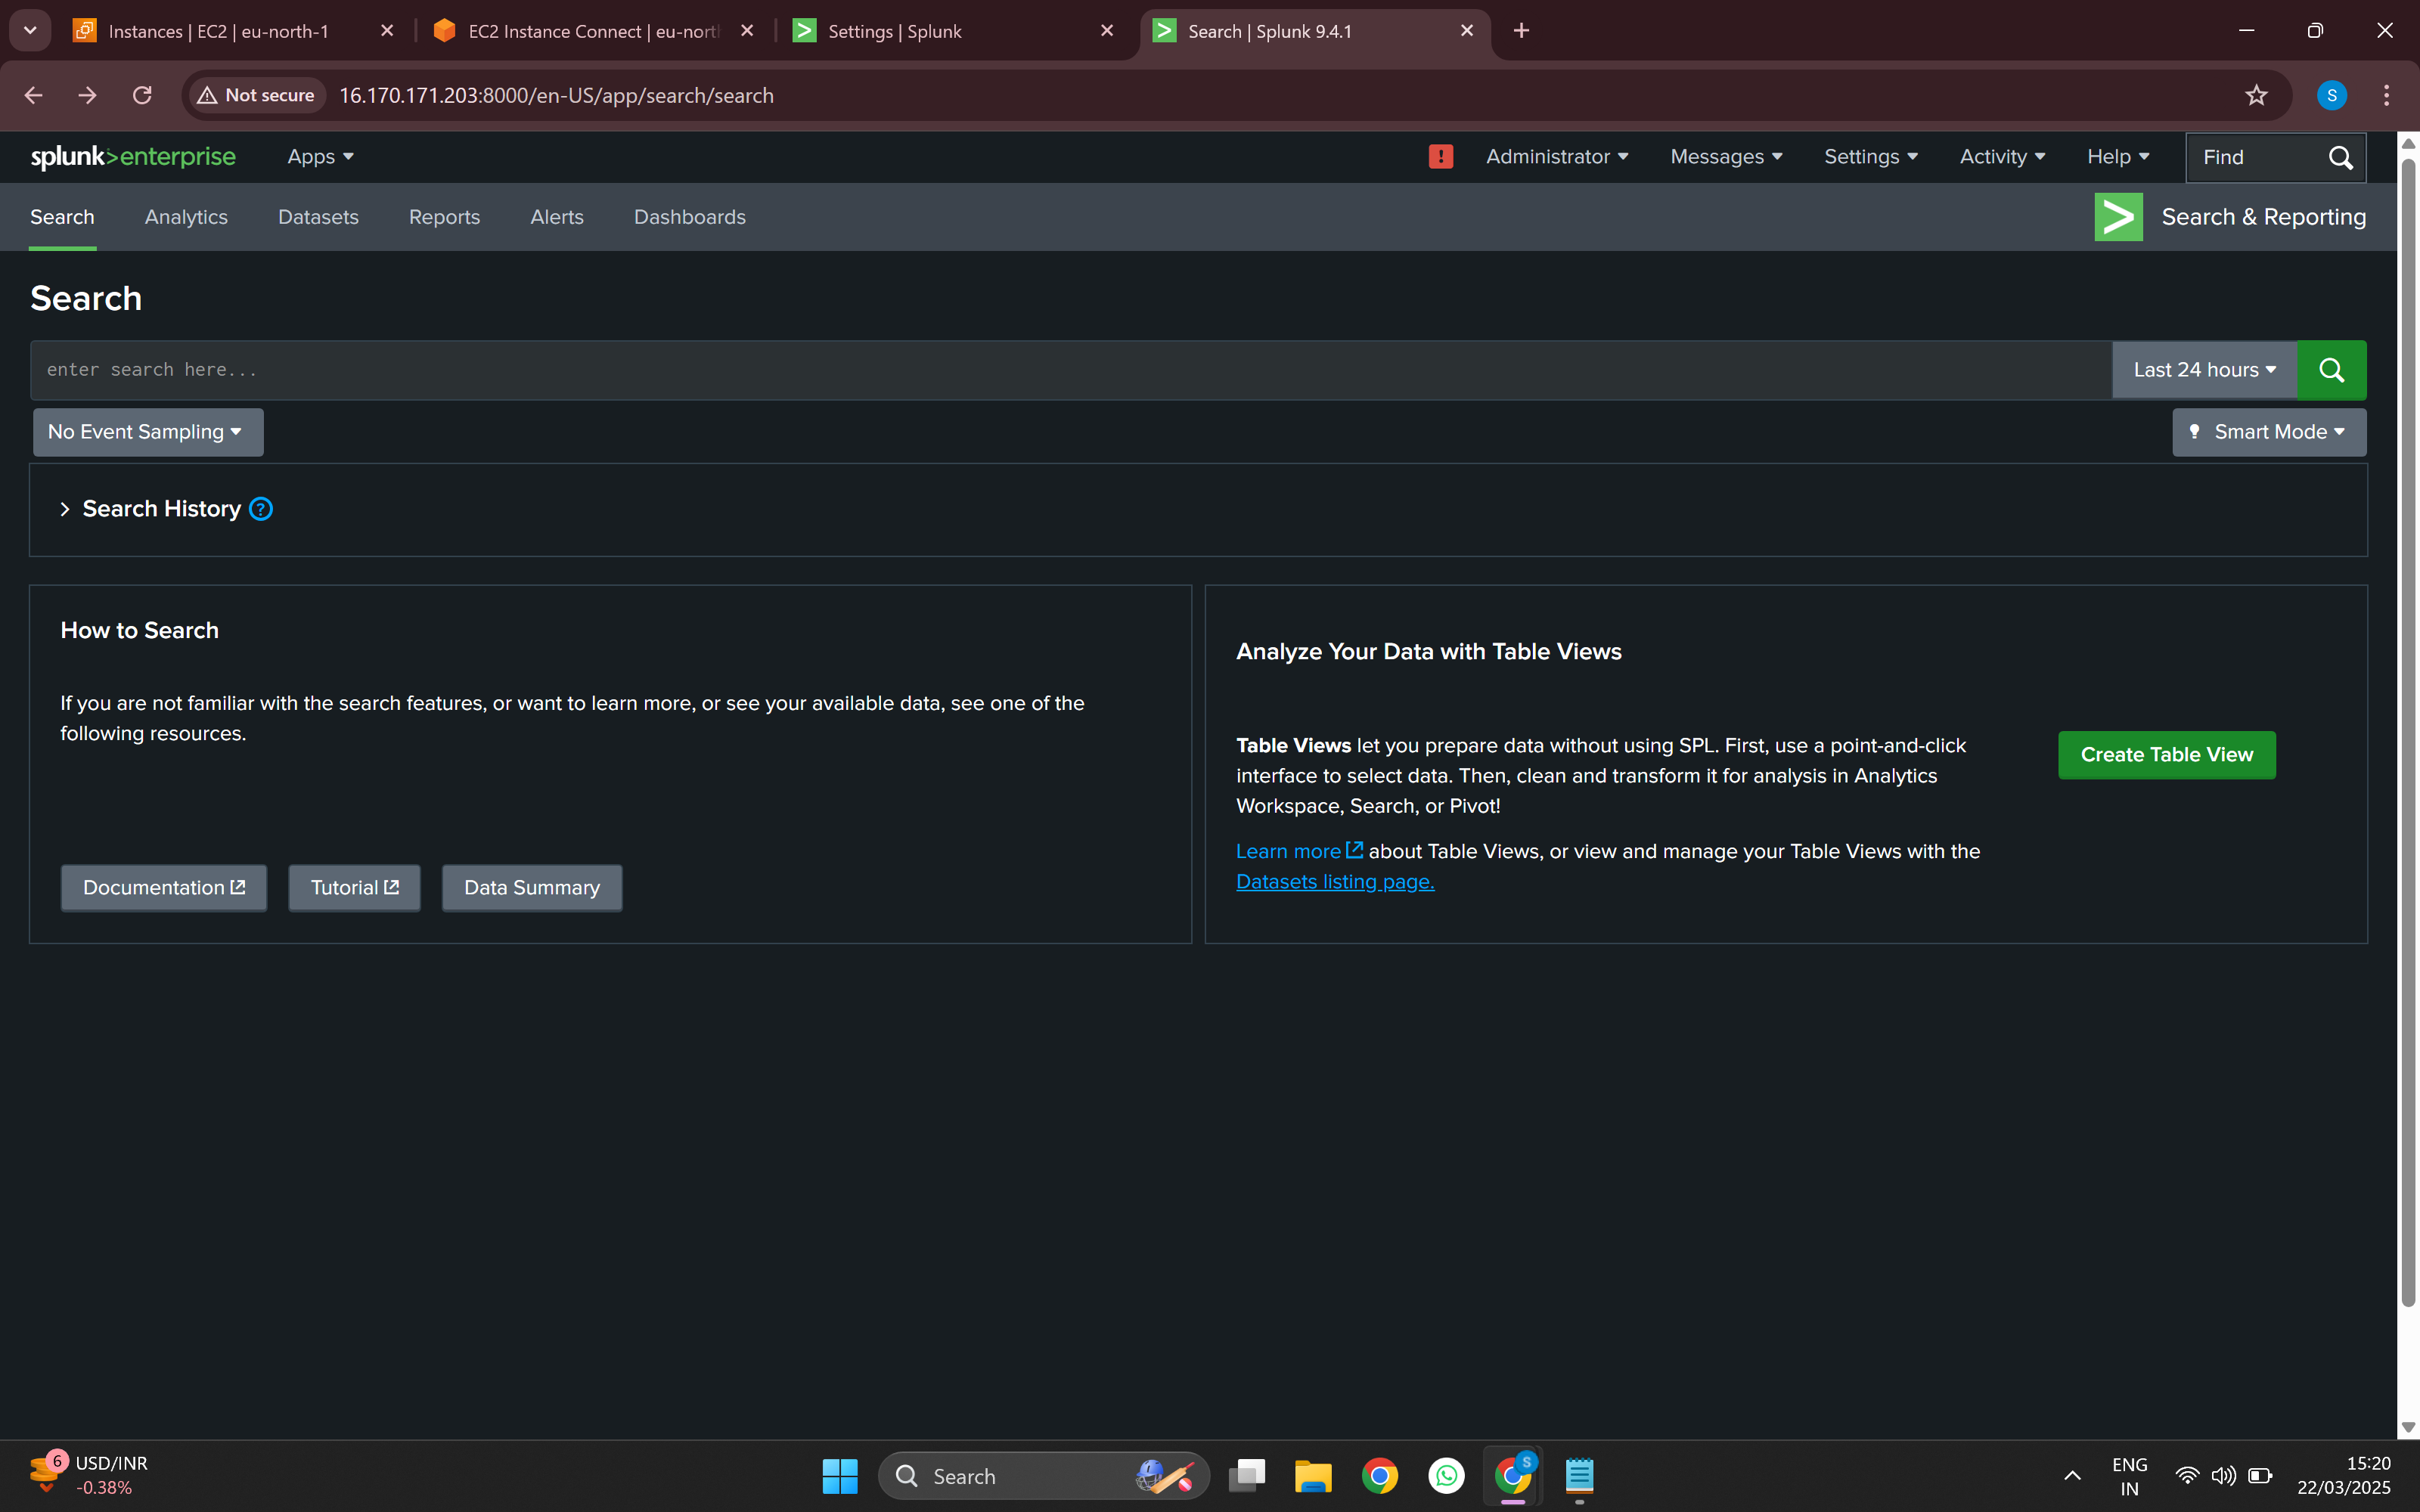 Instances | EC2 | eu-north-1
EC2 Instance Connect | eu-nort
Settings | Splunk
Search | Splunk 9.4.1
Not secure
16.170.171.203:8000/en-US/app/search/search
S
splunk>enterprise
Apps
!
Administrator
Messages
Settings
Activity
Help
Find
Search
Analytics
Datasets
Reports
Alerts
Dashboards
Search & Reporting
Search
enter search here...
Last 24 hours
No Event Sampling
Smart Mode
Search History ?
How to Search
If you are not familiar with the search features, or want to learn more, or see your available data, see one of the
following resources.
Documentation
Tutorial
Data Summary
Analyze Your Data with Table Views
Table Views let you prepare data without using SPL. First, use a point-and-click
interface to select data. Then, clean and transform it for analysis in Analytics
Workspace, Search, or Pivot!
Learn more about Table Views, or view and manage your Table Views with the
Datasets listing page.
Create Table View
6
USD/INR
-0.38%
Search
S
ENG
IN
15:20
22/03/2025